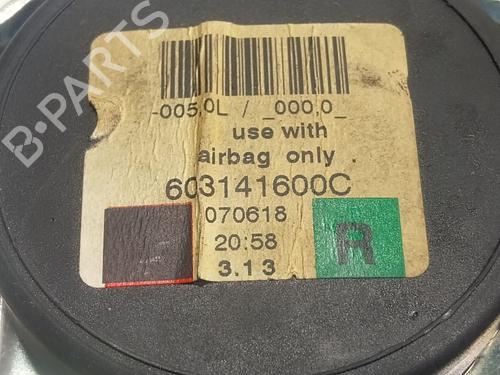 -005,0L / _000,0_
use with
airbag only
603141600C
070618
20:58
3.13
R
B-PARTS